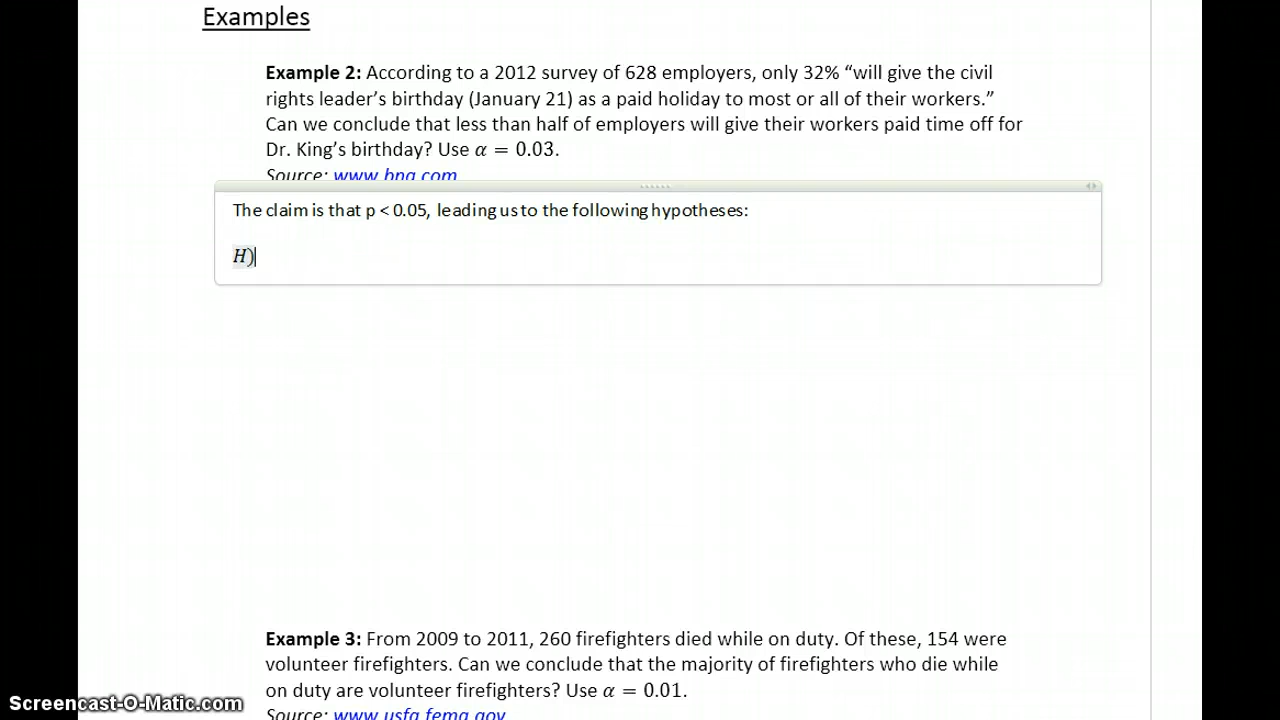 Examples
Example 2: According to a 2012 survey of 628 employers, only 32% “will give the civil
rights leader’s birthday (January 21) as a paid holiday to most or all of their workers.”
Can we conclude that less than half of employers will give their workers paid time off for
Dr. King’s birthday? Use α = 0.03.
Source: www.bna.com
The claim is that p < 0.05, leading us to the following hypotheses:
H)
Example 3: From 2009 to 2011, 260 firefighters died while on duty. Of these, 154 were
volunteer firefighters. Can we conclude that the majority of firefighters who die while
on duty are volunteer firefighters? Use α = 0.01.
Source: www.usfa.fema.gov
Screencast-O-Matic.com